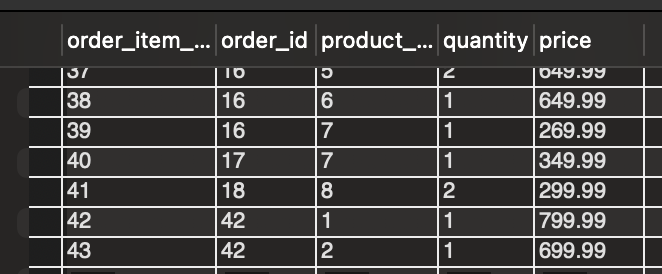 order_item_... order_id product_... quantity price
37 16 5 2 649.99
38 16 6 1 649.99
39 16 7 1 269.99
40 17 7 1 349.99
41 18 8 2 299.99
42 42 1 1 799.99
43 42 2 1 699.99